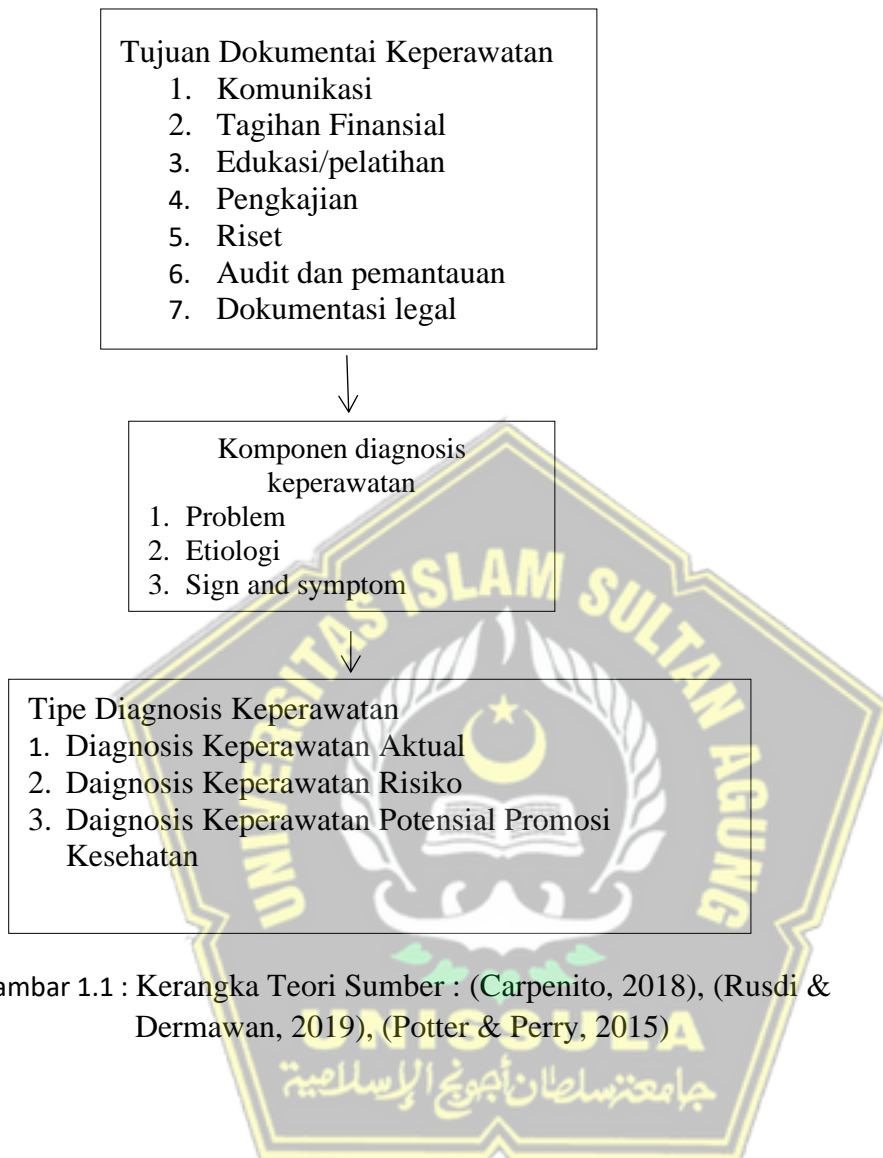 Tujuan Dokumentai Keperawatan
1. Komunikasi
2. Tagihan Finansial
3. Edukasi/pelatihan
4. Pengkajian
5. Riset
6. Audit dan pemantauan
7. Dokumentasi legal
Komponen diagnosis
keperawatan
1. Problem
2. Etiologi
3. Sign and symptom
Tipe Diagnosis Keperawatan
1. Diagnosis Keperawatan Aktual
2. Daignosis Keperawatan Risiko
3. Daignosis Keperawatan Potensial Promosi
Kesehatan
ambar 1.1 : Kerangka Teori Sumber : (Carpenito, 2018), (Rusdi &
Dermawan, 2019), (Potter & Perry, 2015)
UNIVERSITAS ISLAM SULTAN AGUNG
UNISSULA
جامعتسلطان أجونج الإسلامية